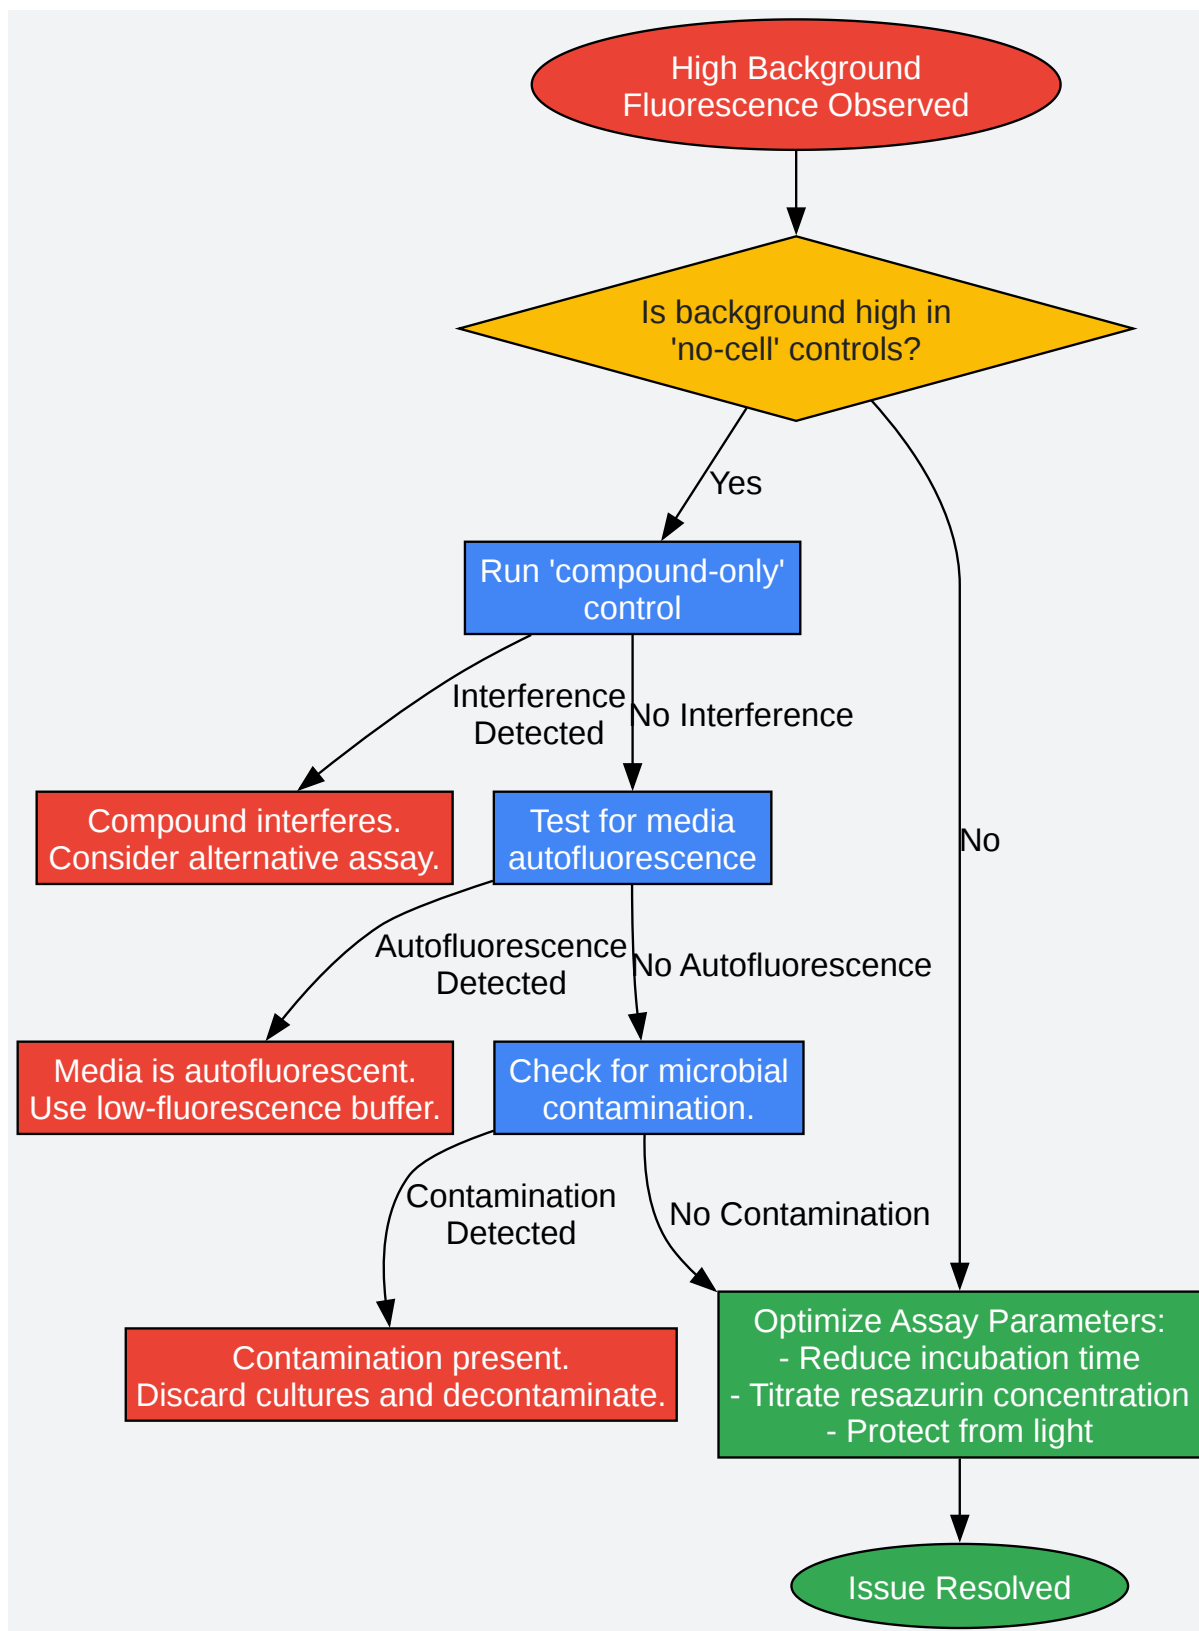 High Background
Fluorescence Observed
Is background high in
'no-cell' controls?
Yes
Run 'compound-only'
control
Interference
Detected
No Interference
Compound interferes.
Consider alternative assay.
Test for media
autofluorescence
No
Autofluorescence
Detected
No Autofluorescence
Media is autofluorescent.
Use low-fluorescence buffer.
Check for microbial
contamination.
Contamination
Detected
No Contamination
Contamination present.
Discard cultures and decontaminate.
Optimize Assay Parameters:
- Reduce incubation time
- Titrate resazurin concentration
- Protect from light
Issue Resolved